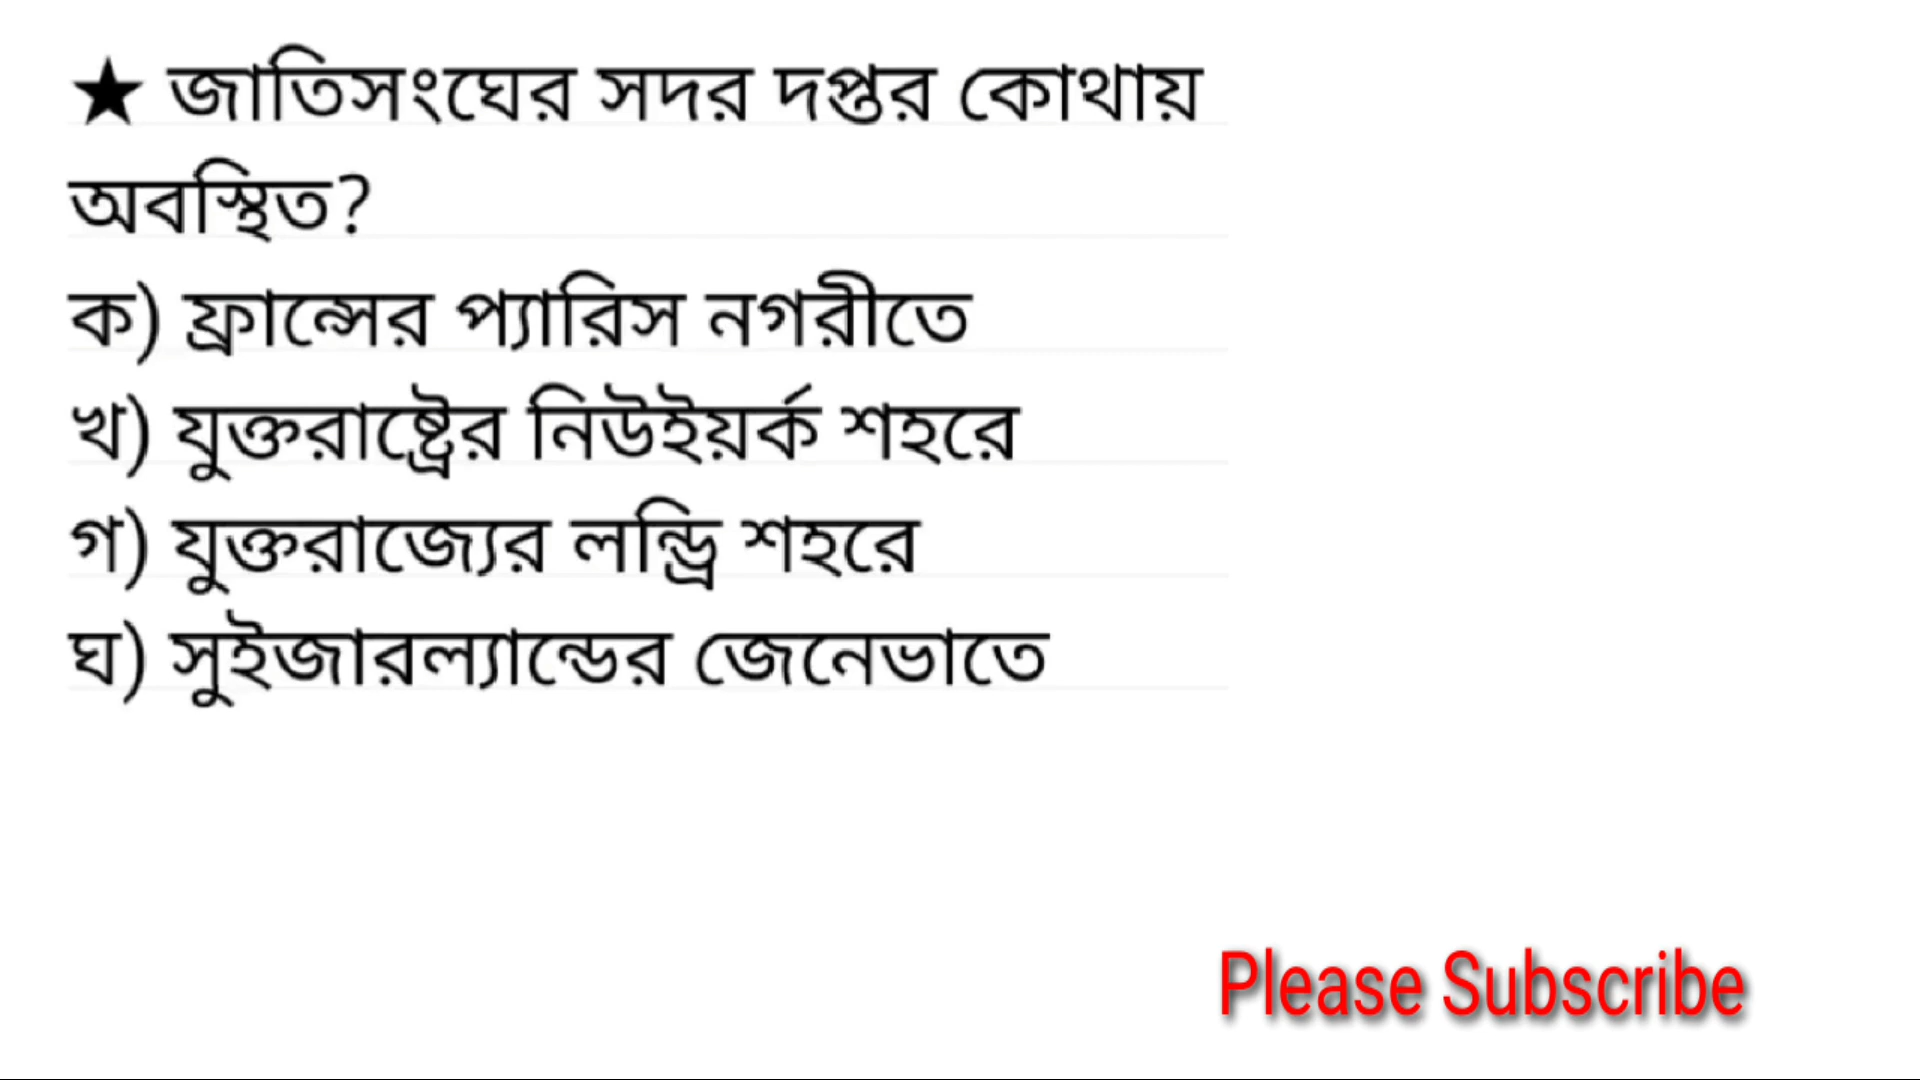 ★ জাতিসংঘের সদর দপ্তর কোথায়
অবস্থিত?
ক) ফ্রান্সের প্যারিস নগরীতে
খ) যুক্তরাষ্ট্রের নিউইয়র্ক শহরে
গ) যুক্তরাজ্যের লন্ড্রি শহরে
ঘ) সুইজারল্যান্ডের জেনেভাতে
Please Subscribe